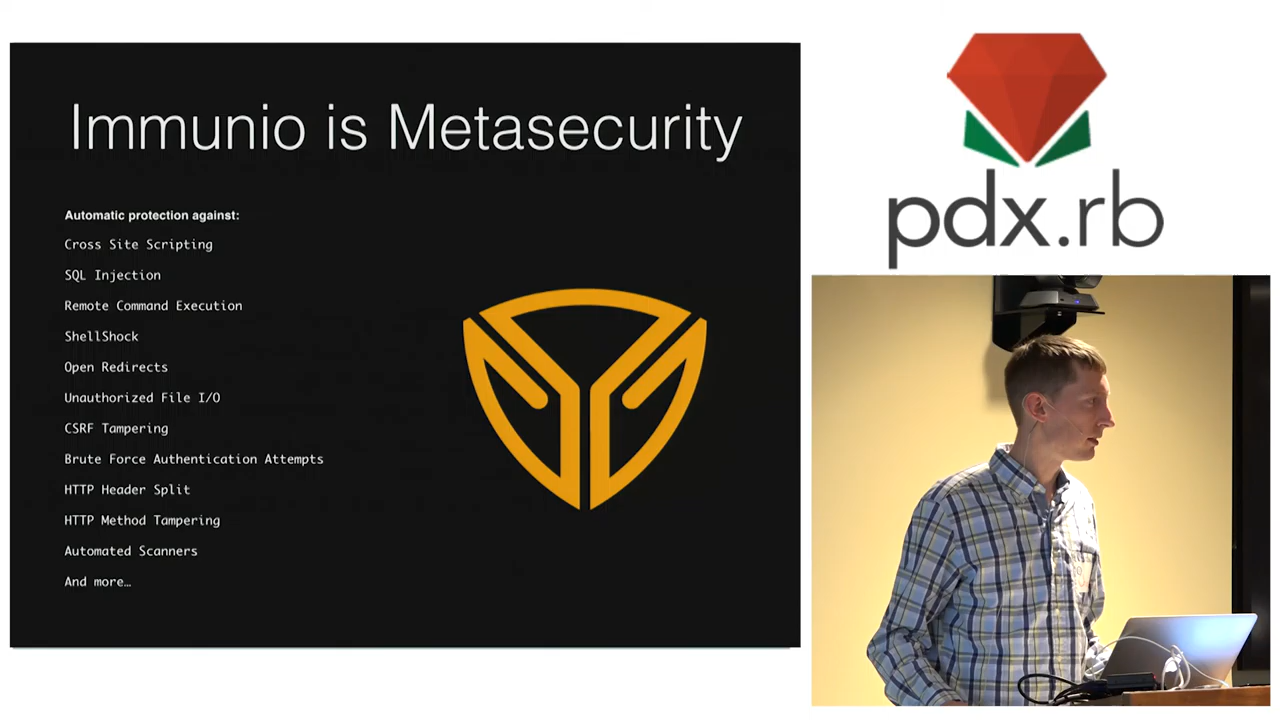 Immunio is Metasecurity
Automatic protection against:
Cross Site Scripting
SQL Injection
Remote Command Execution
ShellShock
Open Redirects
Unauthorized File I/O
CSRF Tampering
Brute Force Authentication Attempts
HTTP Header Split
HTTP Method Tampering
Automated Scanners
And more…
pdx.rb